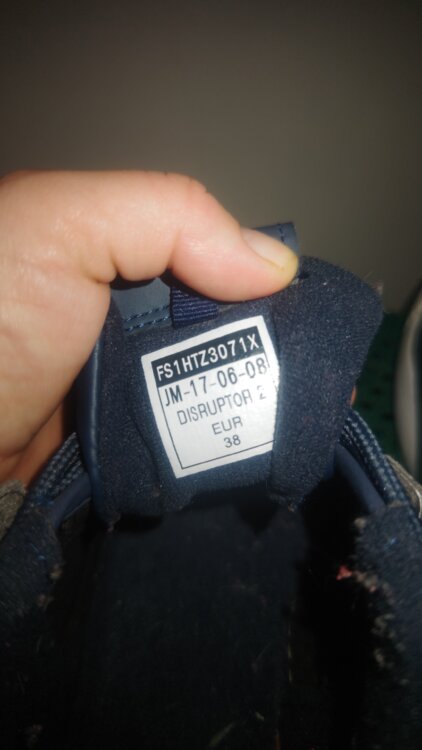 FS1HTZ3071X
JM-17-06-08
DISRUPTOR 2
EUR
38